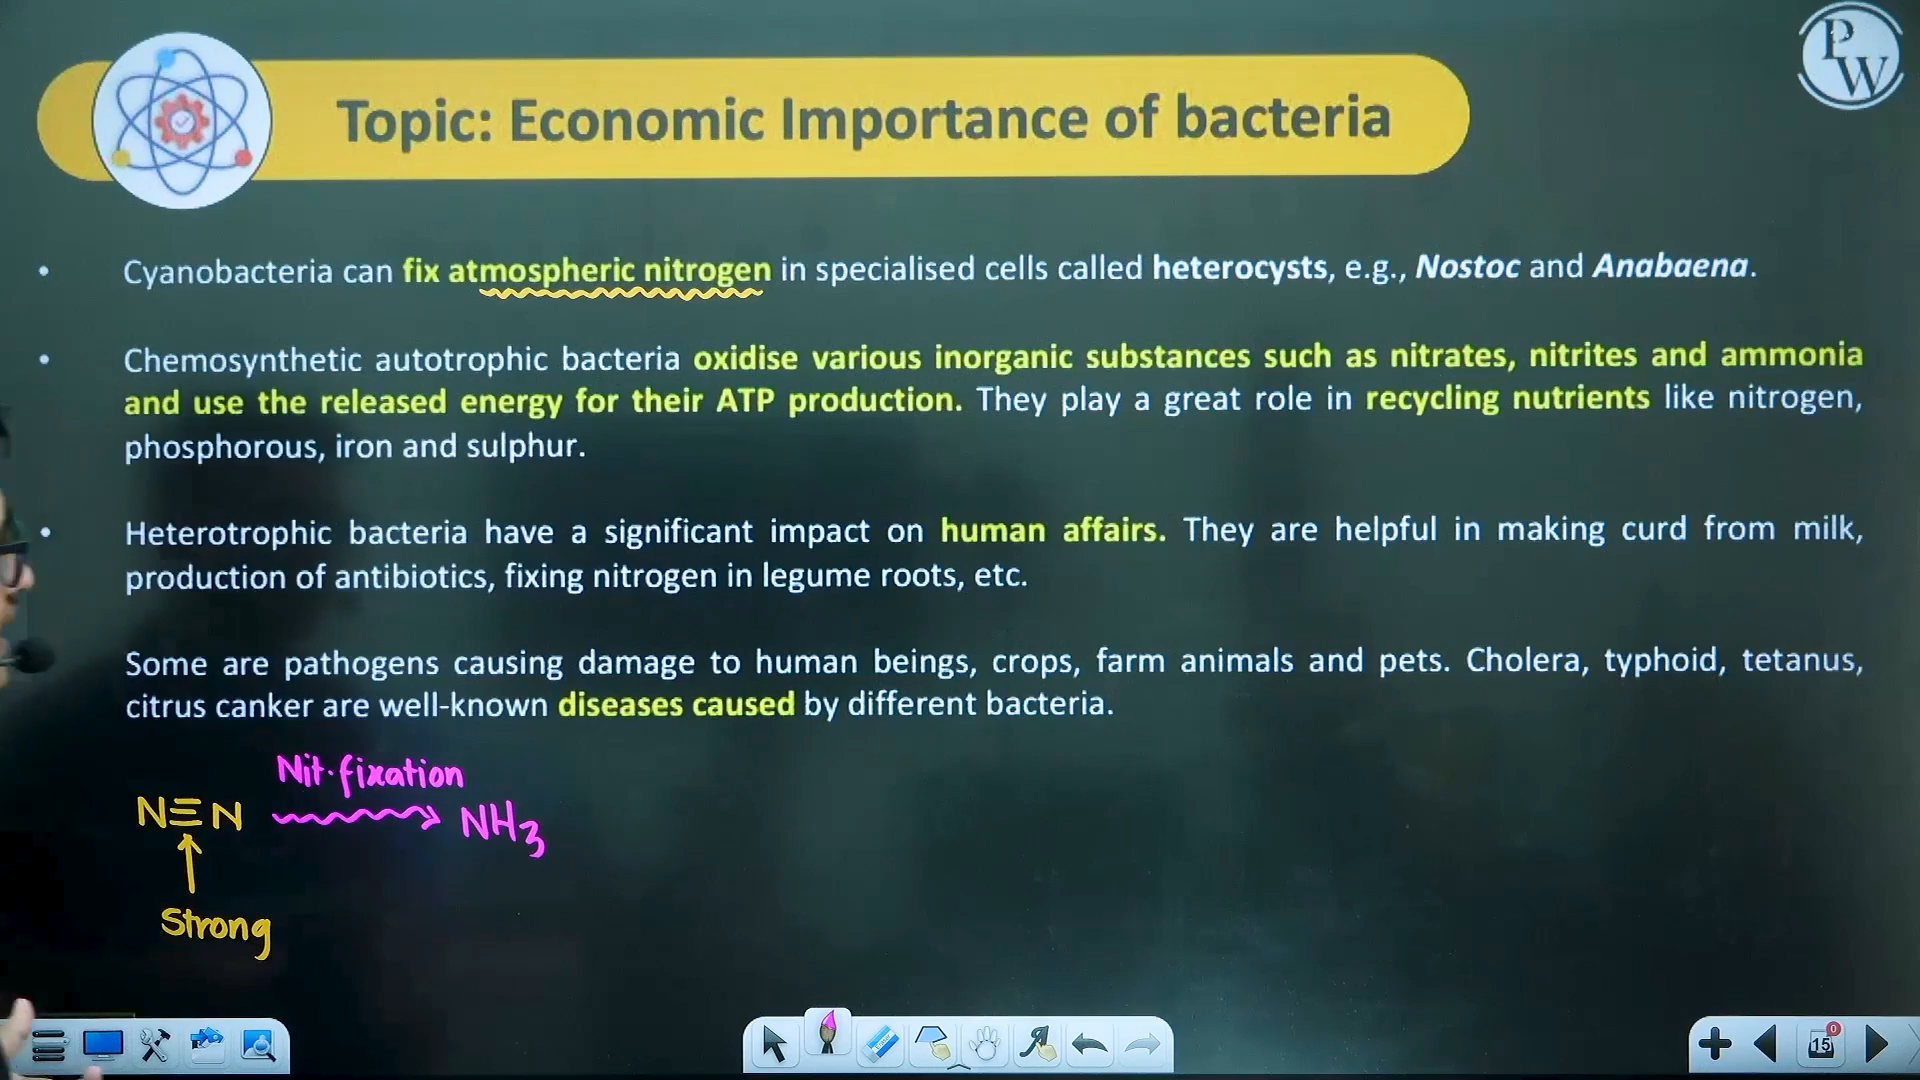 PW
Topic: Economic Importance of bacteria
• Cyanobacteria can fix atmospheric nitrogen in specialised cells called heterocysts, e.g., Nostoc and Anabaena.
• Chemosynthetic autotrophic bacteria oxidise various inorganic substances such as nitrates, nitrites and ammonia
and use the released energy for their ATP production. They play a great role in recycling nutrients like nitrogen,
phosphorous, iron and sulphur.
• Heterotrophic bacteria have a significant impact on human affairs. They are helpful in making curd from milk,
production of antibiotics, fixing nitrogen in legume roots, etc.
Some are pathogens causing damage to human beings, crops, farm animals and pets. Cholera, typhoid, tetanus,
citrus canker are well-known diseases caused by different bacteria.
Nit. fixation
N≡N NH3
Strong
15
0